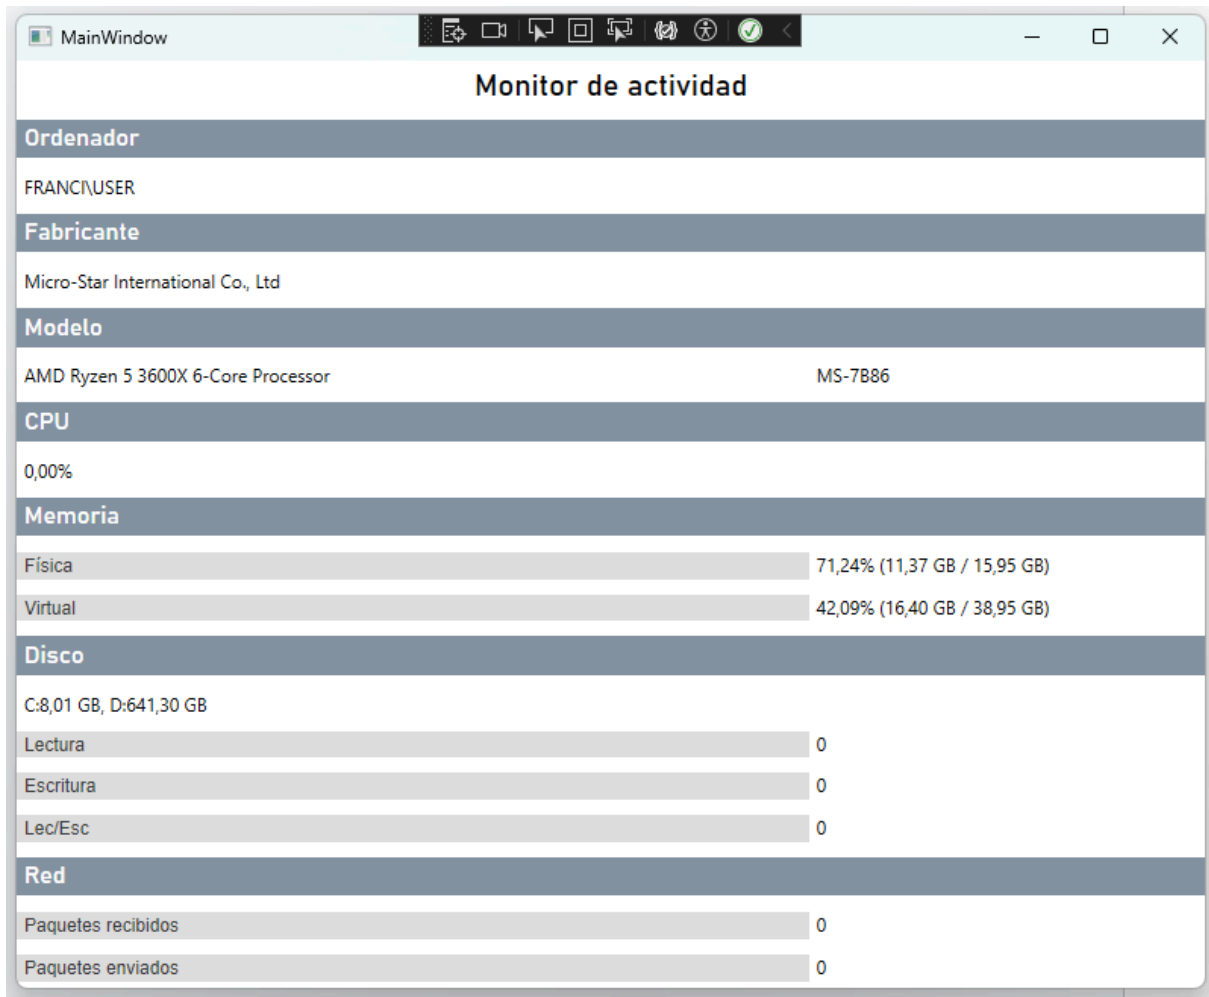 MainWindow
Monitor de actividad
Ordenador
FRANCI\USER
Fabricante
Micro-Star International Co., Ltd
Modelo
AMD Ryzen 5 3600X 6-Core Processor MS-7B86
CPU
0,00%
Memoria
Física 71,24% (11,37 GB / 15,95 GB)
Virtual 42,09% (16,40 GB / 38,95 GB)
Disco
C:8,01 GB, D:641,30 GB
Lectura 0
Escritura 0
Lec/Esc 0
Red
Paquetes recibidos 0
Paquetes enviados 0